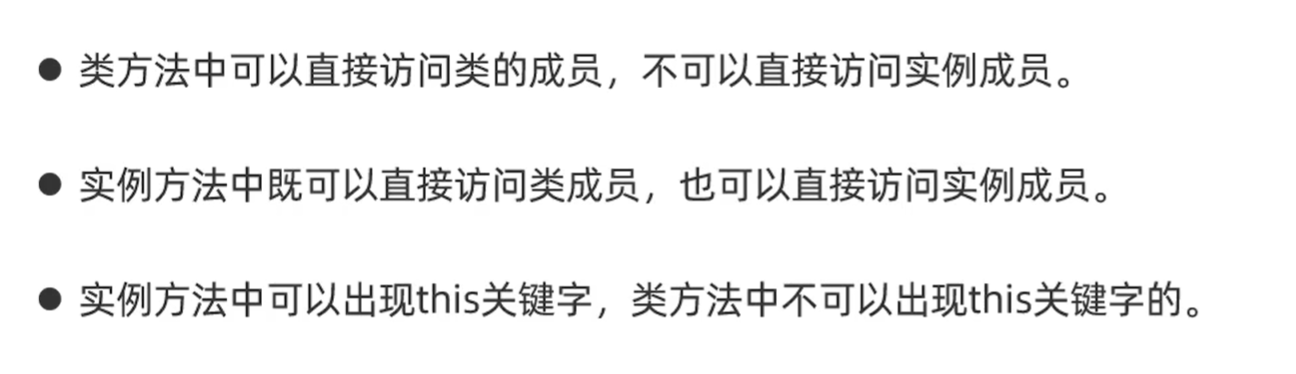 ● 类方法中可以直接访问类的成员，不可以直接访问实例成员。
● 实例方法中既可以直接访问类成员，也可以直接访问实例成员。
● 实例方法中可以出现this关键字，类方法中不可以出现this关键字的。